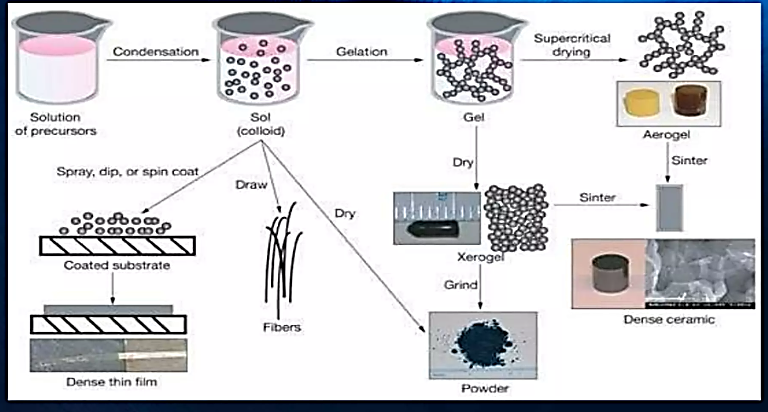 Condensation
Gelation
Supercritical
drying
Solution
of precursors
Sol
(colloid)
Gel
Aerogel
Spray, dip, or spin coat
Draw
Dry
Dry
Sinter
Sinter
Coated substrate
Xerogel
Grind
Fibers
Dense ceramic
Dense thin film
Powder